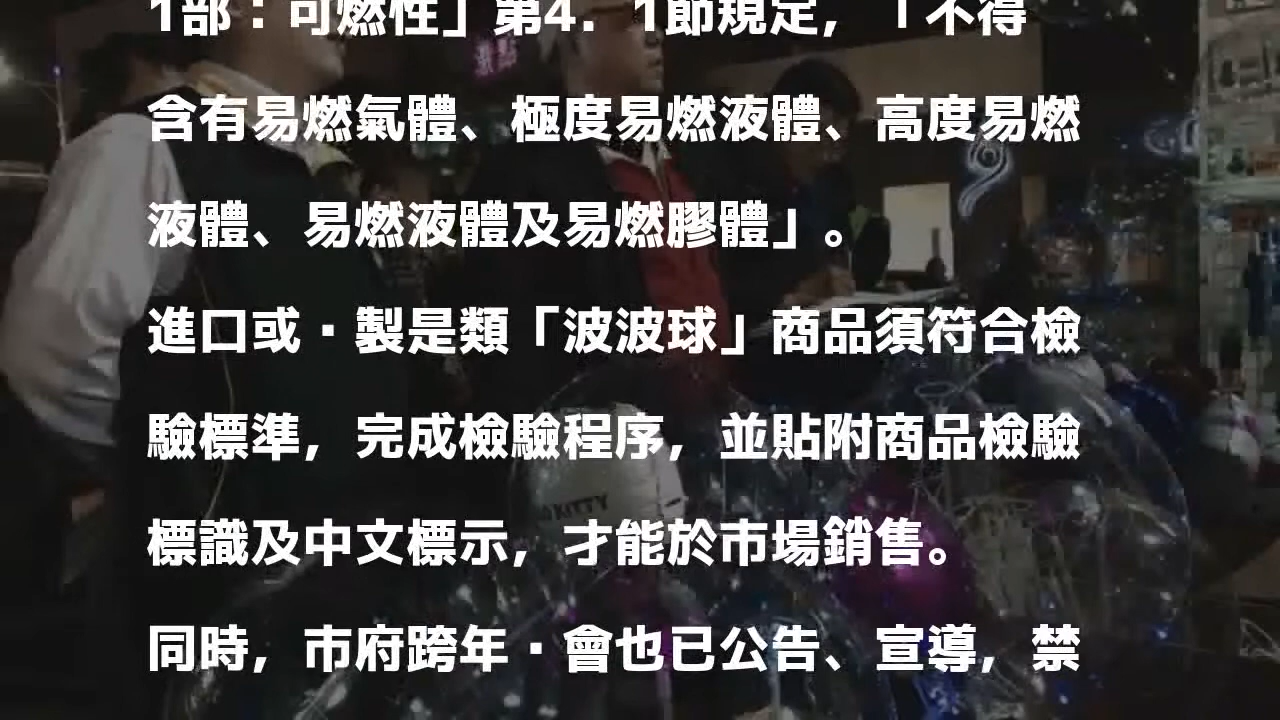 1部：可燃性」第4．1節規定，「不得
含有易燃氣體、極度易燃液體、高度易燃
液體、易燃液體及易燃膠體」。
進口或·製是類「波波球」商品須符合檢
驗標準，完成檢驗程序，並貼附商品檢驗
標識及中文標示，才能於市場銷售。
同時，市府跨年·會也已公告、宣導，禁
KITTY